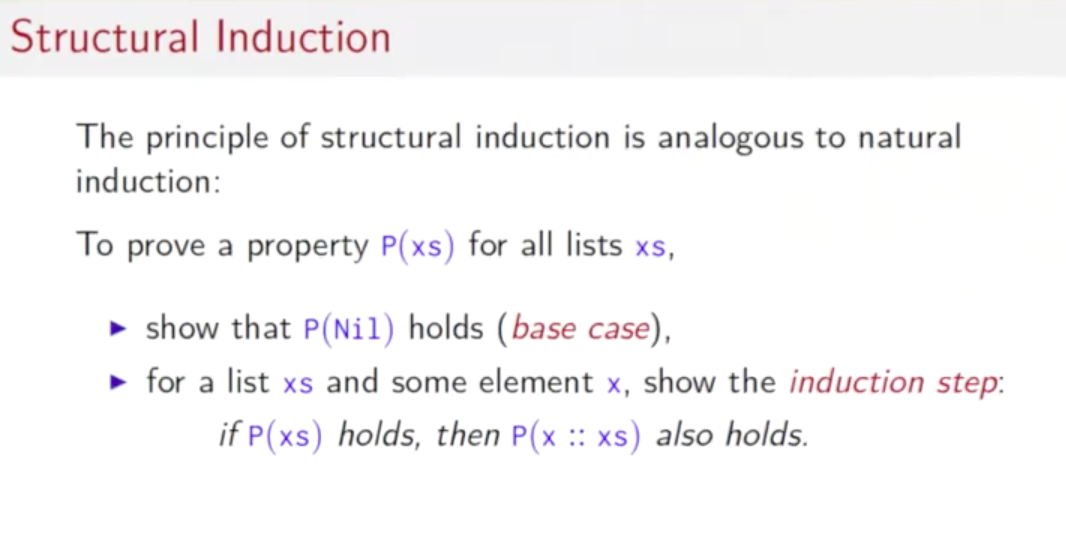 Structural Induction
The principle of structural induction is analogous to natural
induction:
To prove a property P(xs) for all lists xs,
▶ show that P(Nil) holds (base case),
▶ for a list xs and some element x, show the induction step:
if P(xs) holds, then P(x :: xs) also holds.